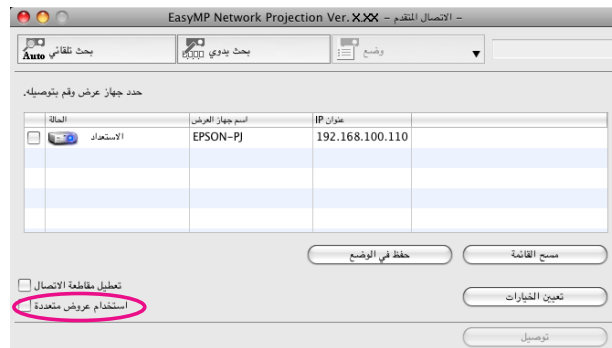 EasyMP Network Projection Ver. X.XX – الاتصال المتقدم –
Auto بحث تلقائي
بحث يدوي
وضع
حدد جهاز عرض وقم بتوصيله.
الحالة
اسم جهاز العرض
عنوان IP
الاستعداد
EPSON-PJ
192.168.100.110
حفظ في الوضع
مسح القائمة
تعطيل مقاطعة الاتصال
استخدام عروض متعددة
تعيين الخيارات
توصيل